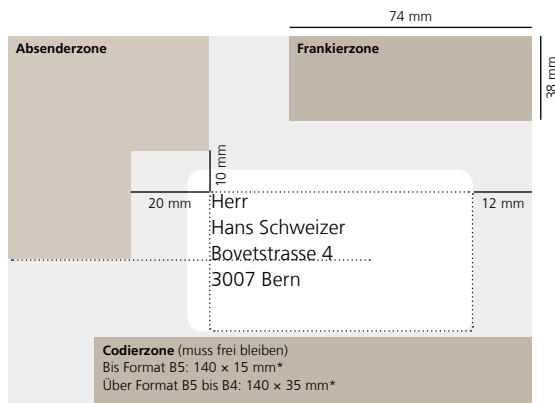 74 mm
Absenderzone
Frankierzone
38 mm
10 mm
20 mm
12 mm
Herr
Hans Schweizer
Bovetstrasse 4
3007 Bern
Codierzone (muss frei bleiben)
Bis Format B5: 140 × 15 mm*
Über Format B5 bis B4: 140 × 35 mm*